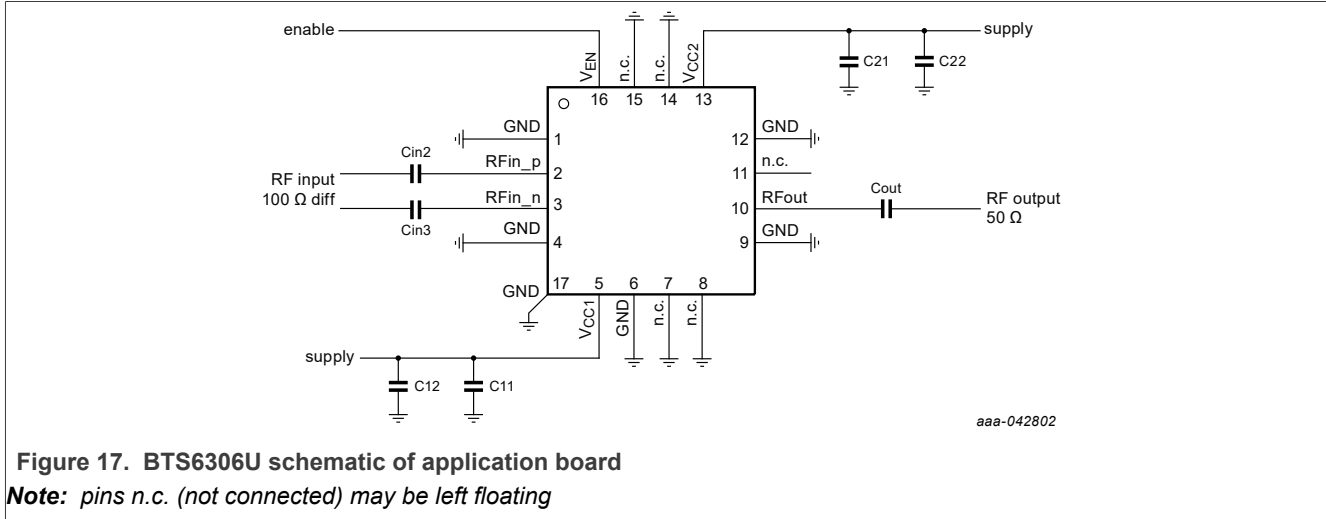 enable
VEN
n.c.
n.c.
VCC2
supply
C21
C22
16 15 14 13
GND
1
Cin2
RFin_p
2
RF input
100 Ω diff
RFin_n
3
Cin3
GND
4
12
GND
11
n.c.
10
RFout
Cout
RF output
50 Ω
9
GND
GND
17 5 6 7 8
VCC1
GND
n.c.
n.c.
supply
C12
C11
aaa-042802
Figure 17. BTS6306U schematic of application board
Note: pins n.c. (not connected) may be left floating